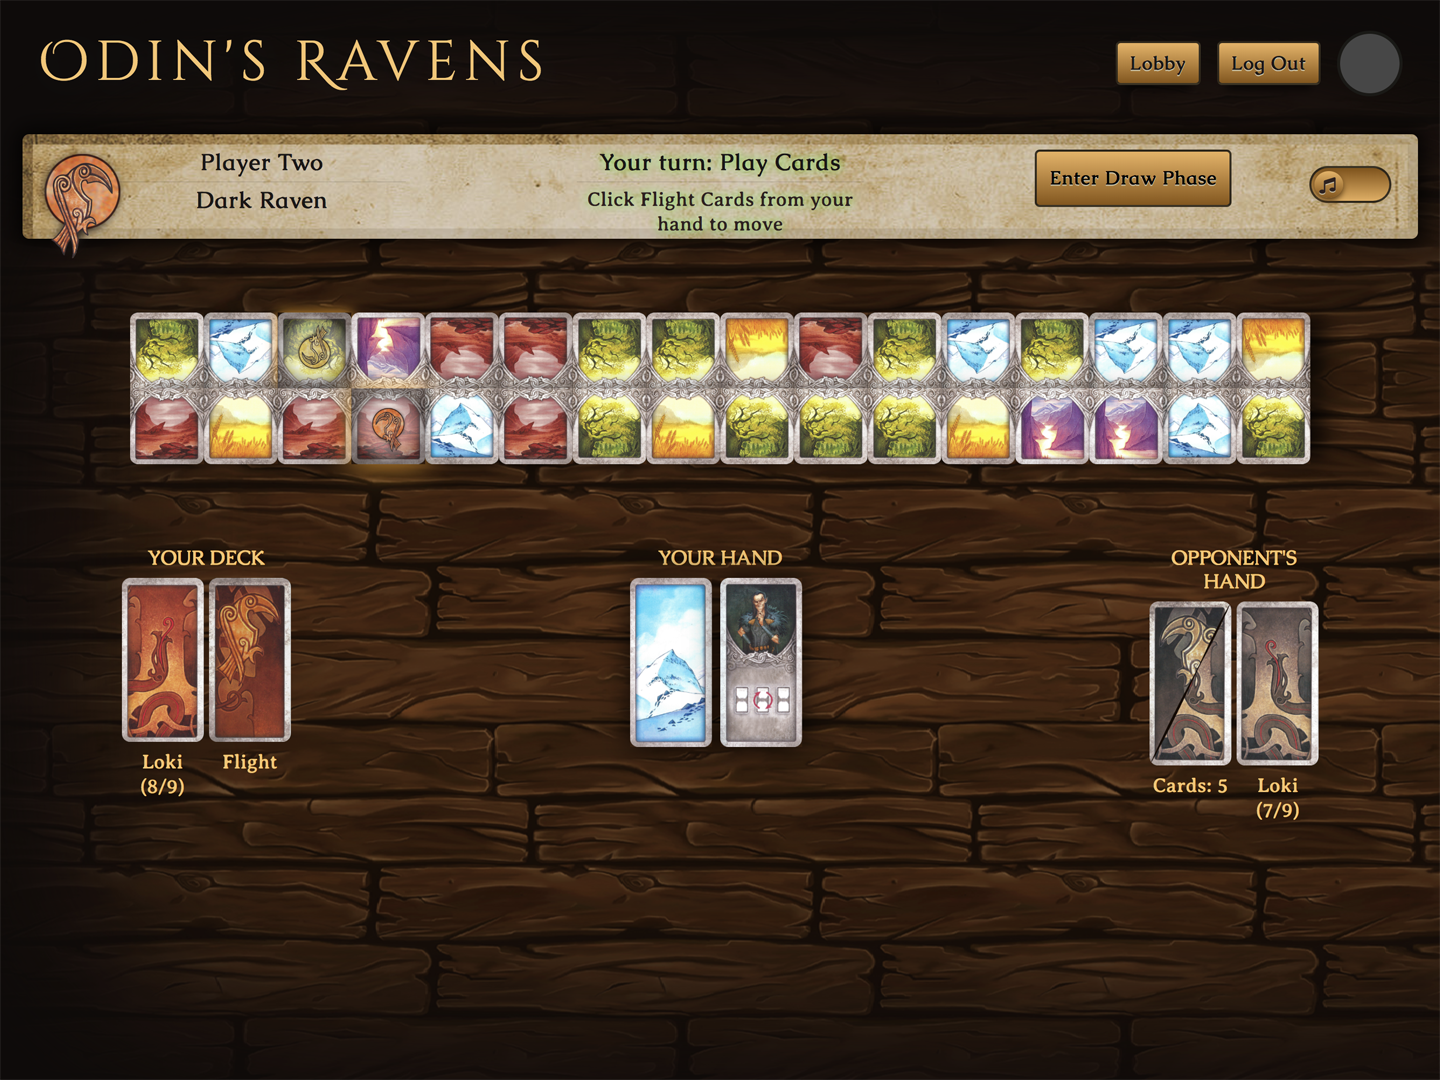 ODIN'S RAVENS
Lobby
Log Out
Player Two
Dark Raven
Your turn: Play Cards
Click Flight Cards from your
hand to move
Enter Draw Phase
YOUR DECK
Loki
(8/9)
Flight
YOUR HAND
OPPONENT'S
HAND
Cards: 5
Loki
(7/9)